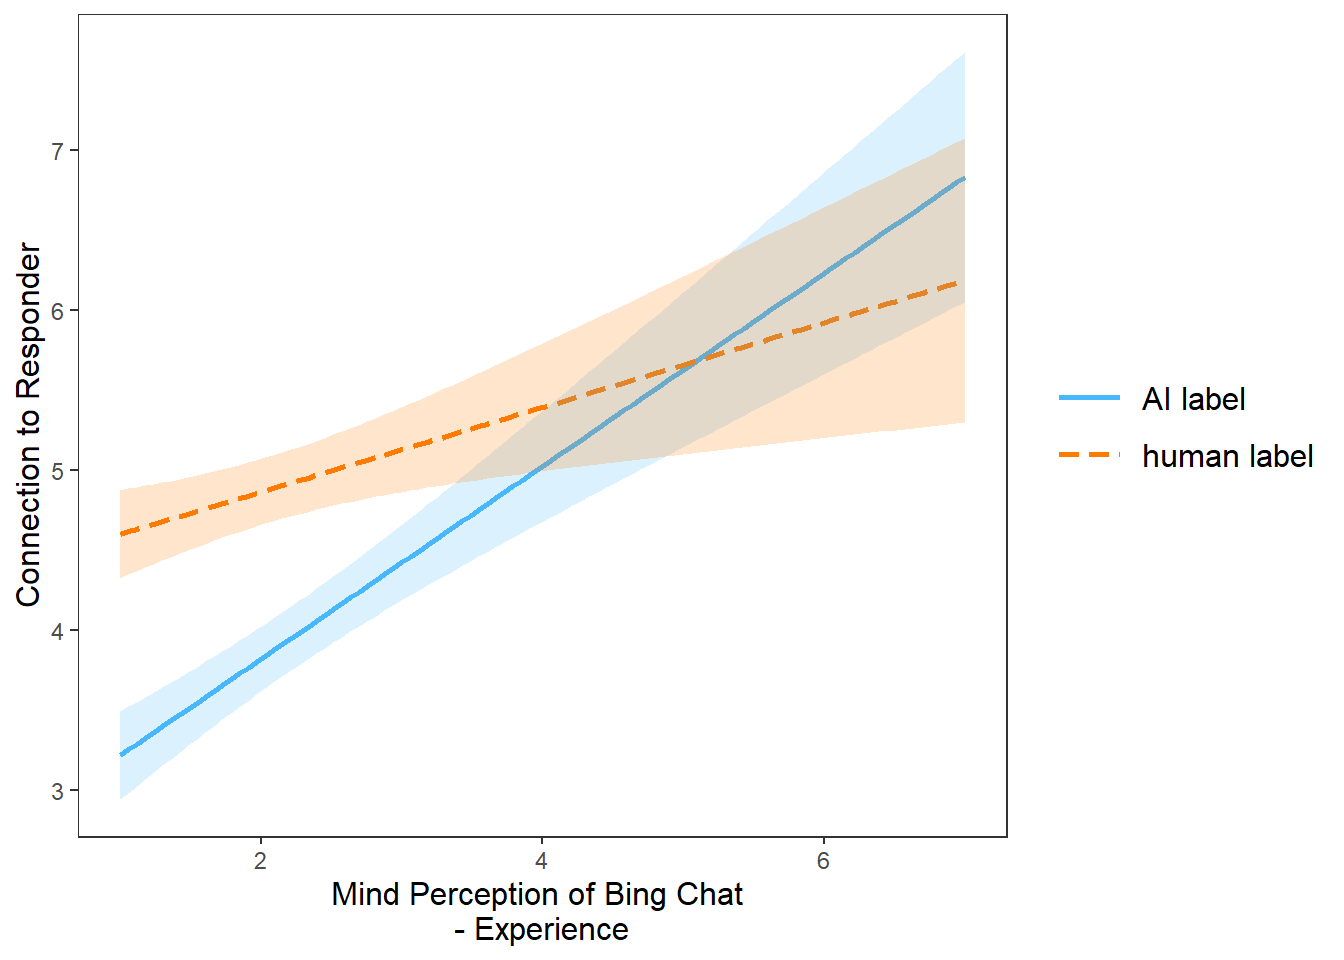 7
6
5
4
3
Connection to Responder
2 4 6
Mind Perception of Bing Chat
- Experience
AI label
human label